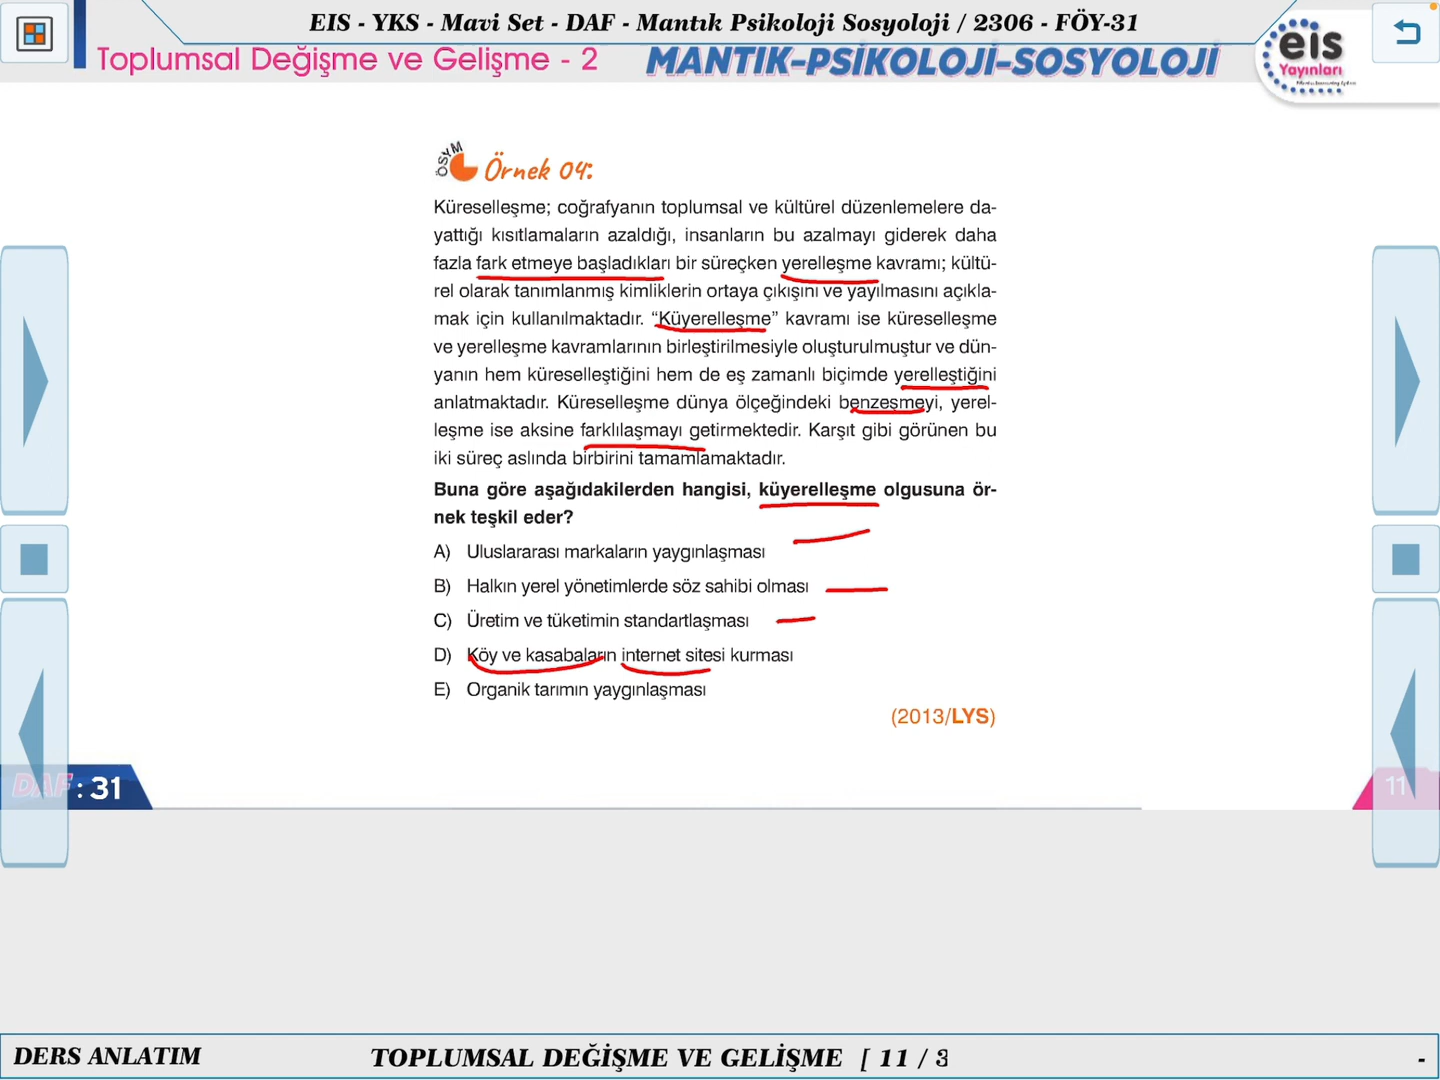 EIS - YKS - Mavi Set - DAF - Mantık Psikoloji Sosyoloji / 2306 - FÖY-31
Toplumsal Değişme ve Gelişme - 2
MANTIK-PSİKOLOJİ-SOSYOLOJİ
eis
Yayınları
ÖSYM
Örnek 04:
Küreselleşme; coğrafyanın toplumsal ve kültürel düzenlemelere da-
yattığı kısıtlamaların azaldığı, insanların bu azalmayı giderek daha
fazla fark etmeye başladıkları bir süreçken yerelleşme kavramı; kültü-
rel olarak tanımlanmış kimliklerin ortaya çıkışını ve yayılmasını açıkla-
mak için kullanılmaktadır. “Küyerelleşme” kavramı ise küreselleşme
ve yerelleşme kavramlarının birleştirilmesiyle oluşturulmuştur ve dün-
yanın hem küreselleştiğini hem de eş zamanlı biçimde yerelleştiğini
anlatmaktadır. Küreselleşme dünya ölçeğindeki benzeşmeyi, yerel-
leşme ise aksine farklılaşmayı getirmektedir. Karşıt gibi görünen bu
iki süreç aslında birbirini tamamlamaktadır.
Buna göre aşağıdakilerden hangisi, küyerelleşme olgusuna ör-
nek teşkil eder?
A) Uluslararası markaların yaygınlaşması
B) Halkın yerel yönetimlerde söz sahibi olması
C) Üretim ve tüketimin standartlaşması
D) Köy ve kasabaların internet sitesi kurması
E) Organik tarımın yaygınlaşması
(2013/LYS)
DAF : 31
11
DERS ANLATIM
TOPLUMSAL DEĞİŞME VE GELİŞME [ 11 / 3
-